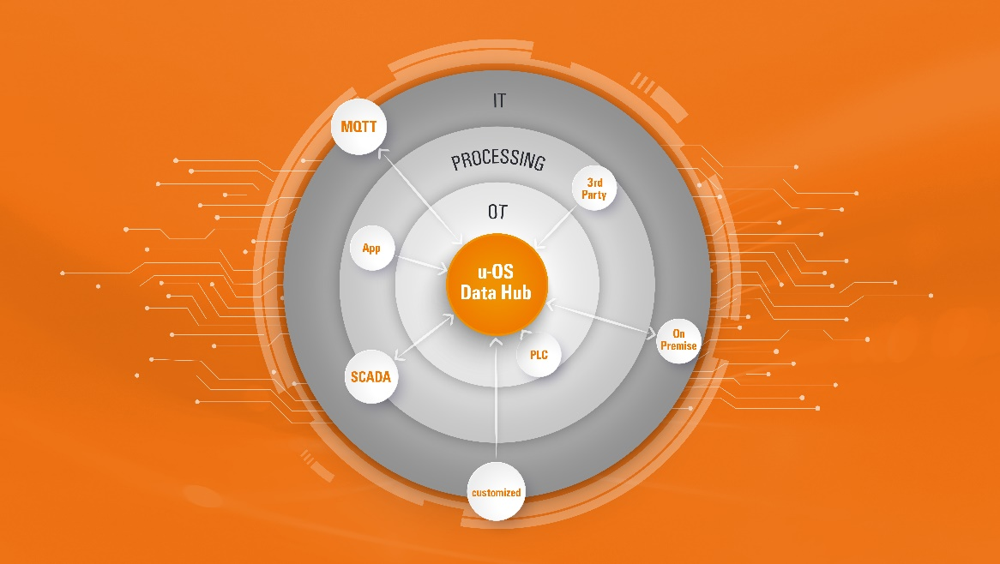 IT
MQTT
PROCESSING
3rd
Party
OT
App
u-OS
Data Hub
On
Premise
PLC
SCADA
customized